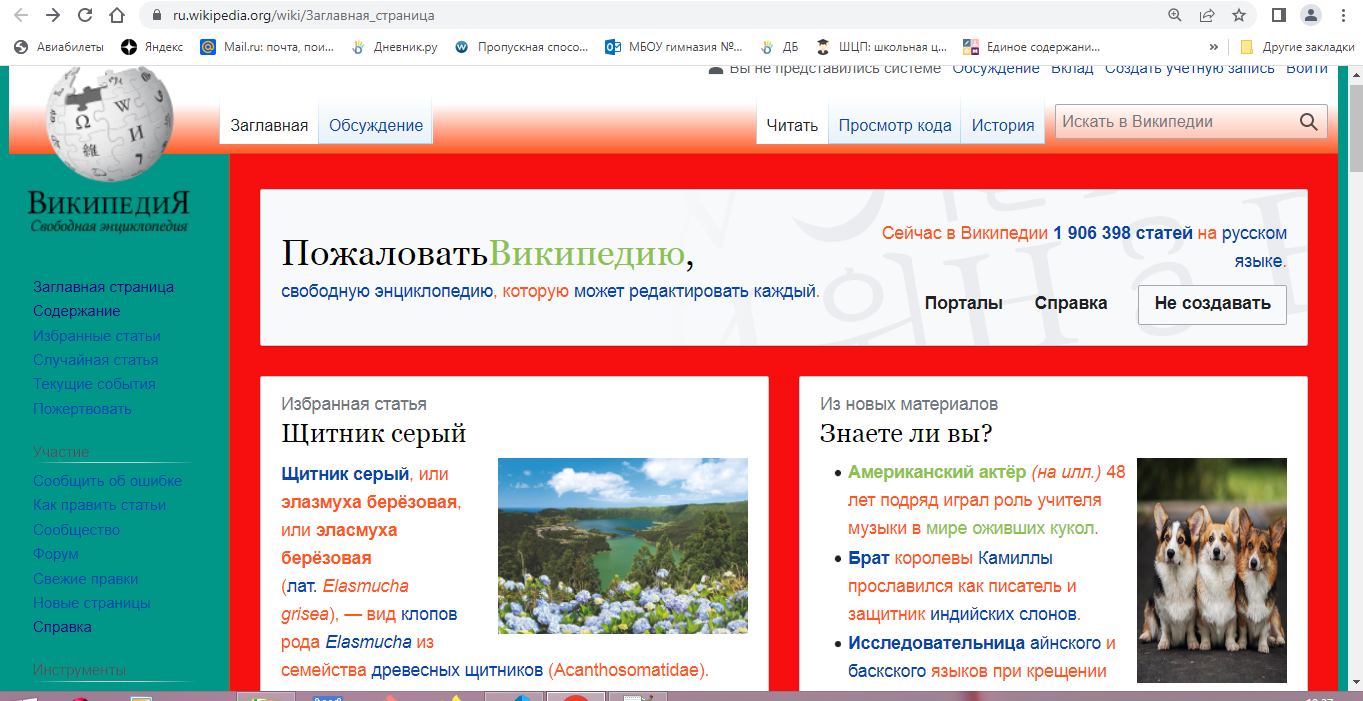 ru.wikipedia.org/wiki/Заглавная_страница
Авиабилеты
Яндекс
Mail.ru: почта, пои...
Дневник.ру
Пропускная спосо...
МБОУ гимназия №...
ДБ
ШЦП: школьная ц...
Единое содержани...
»
Другие закладки
Вы не представились системе Обсуждение Вклад Создать учётную запись Войти
Заглавная Обсуждение Читать Просмотр кода История Искать в Википедии
ВикипедиЯ
Свободная энциклопедия
Заглавная страница
Содержание
Избранные статьи
Случайная статья
Текущие события
Пожертвовать
Участие
Сообщить об ошибке
Как править статьи
Сообщество
Форум
Свежие правки
Новые страницы
Справка
Инструменты
ПожаловатьВикипедию,
свободную энциклопедию, которую может редактировать каждый.
Сейчас в Википедии 1 906 398 статей на русском
языке.
Порталы Справка Не создавать
Избранная статья
Щитник серый
Щитник серый, или
элазмуха берёзовая,
или эласмуха
берёзовая
(лат. Elasmucha
grisea), — вид клопов
рода Elasmucha из
семейства древесных щитников (Acanthosomatidae).
Из новых материалов
Знаете ли вы?
Американский актёр (на илл.) 48
лет подряд играл роль учителя
музыки в мире оживших кукол.
Брат королевы Камиллы
прославился как писатель и
защитник индийских слонов.
Исследовательница айнского и
баскского языков при крещении